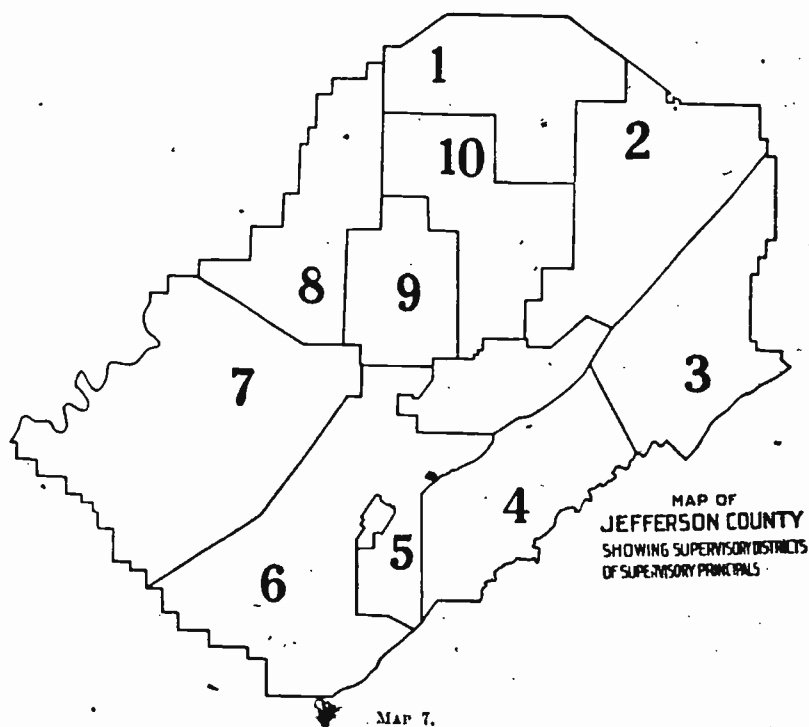 1
2
10
8
9
7
3
4
5
6
MAP OF
JEFFERSON COUNTY
SHOWING SUPERVISORY DISTRICTS
OF SUPERVISORY PRINCIPALS
MAP 7.